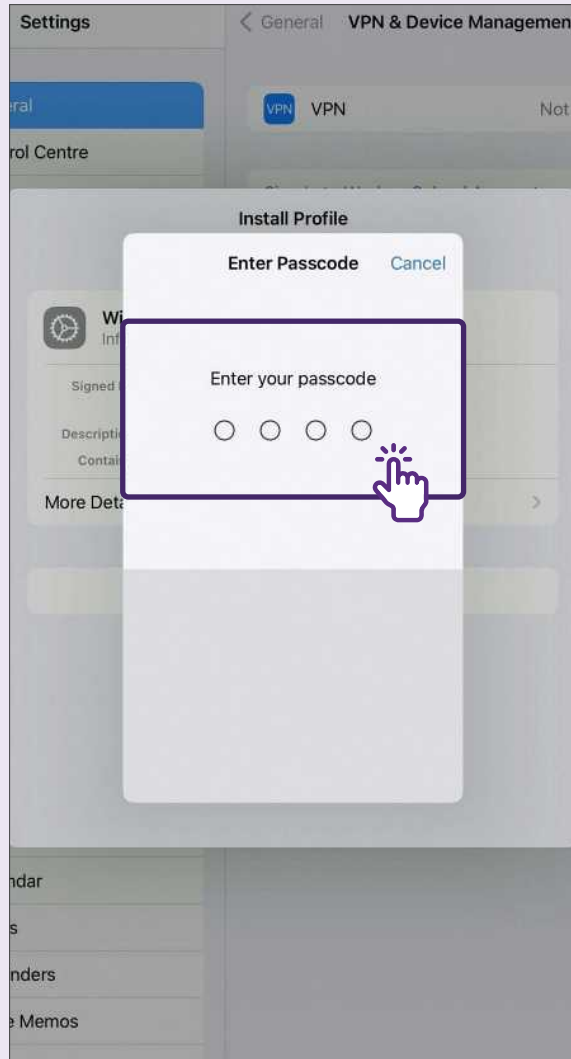 Settings
General
VPN & Device Managemen
ral
VPN
VPN
Not
rol Centre
Install Profile
Enter Passcode
Cancel
Wi
Inf
Enter your passcode
Signed
Descripti
Contai
More Deta
ndar
s
nders
e Memos